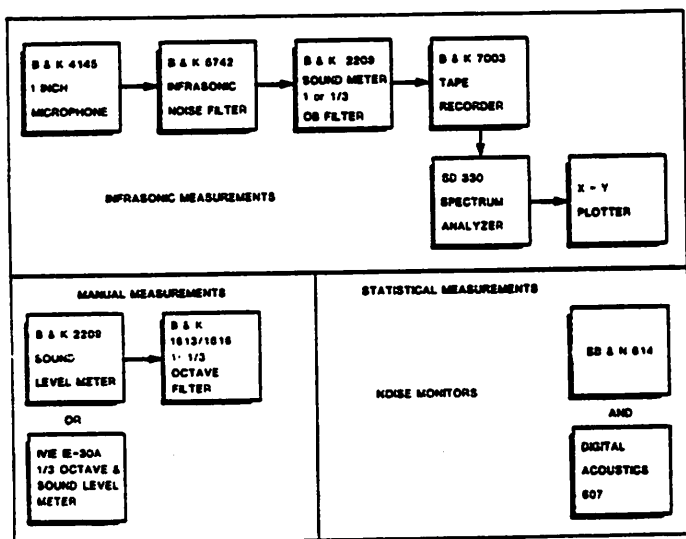 B & K 4145
1 INCH
MICROPHONE
B & K 5742
INFRASONIC
NOISE FILTER
B & K 2209
SOUND METER
1 or 1/3
OB FILTER
B & K 7003
TAPE
RECORDER
SD 330
SPECTRUM
ANALYZER
X - Y
PLOTTER
INFRASONIC MEASUREMENTS
MANUAL MEASUREMENTS
B & K 2209
SOUND
LEVEL METER
B & K
1613/1616
1- 1/3
OCTAVE
FILTER
OR
IVIE IE-30A
1/3 OCTAVE &
SOUND LEVEL
METER
STATISTICAL MEASUREMENTS
NOISE MONITORS
BB & N 614
AND
DIGITAL
ACOUSTICS
607